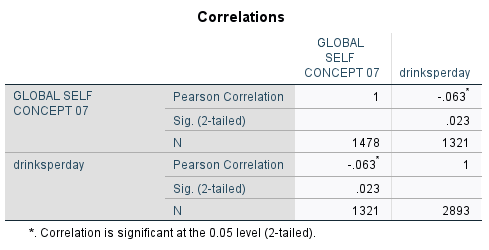 Correlations
GLOBAL
SELF
CONCEPT 07 drinksperday
GLOBAL SELF Pearson Correlation 1 -.063*
CONCEPT 07
Sig. (2-tailed) .023
N 1478 1321
drinksperday Pearson Correlation -.063* 1
Sig. (2-tailed) .023
N 1321 2893
*. Correlation is significant at the 0.05 level (2-tailed).